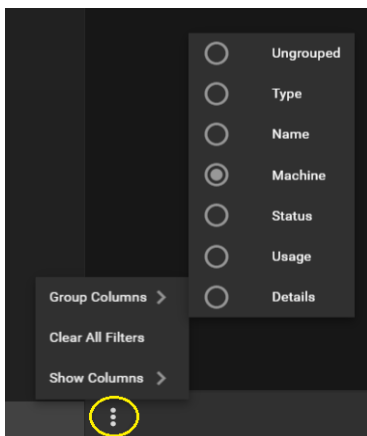 Ungrouped
Type
Name
Machine
Status
Usage
Details
Group Columns
Clear All Filters
Show Columns